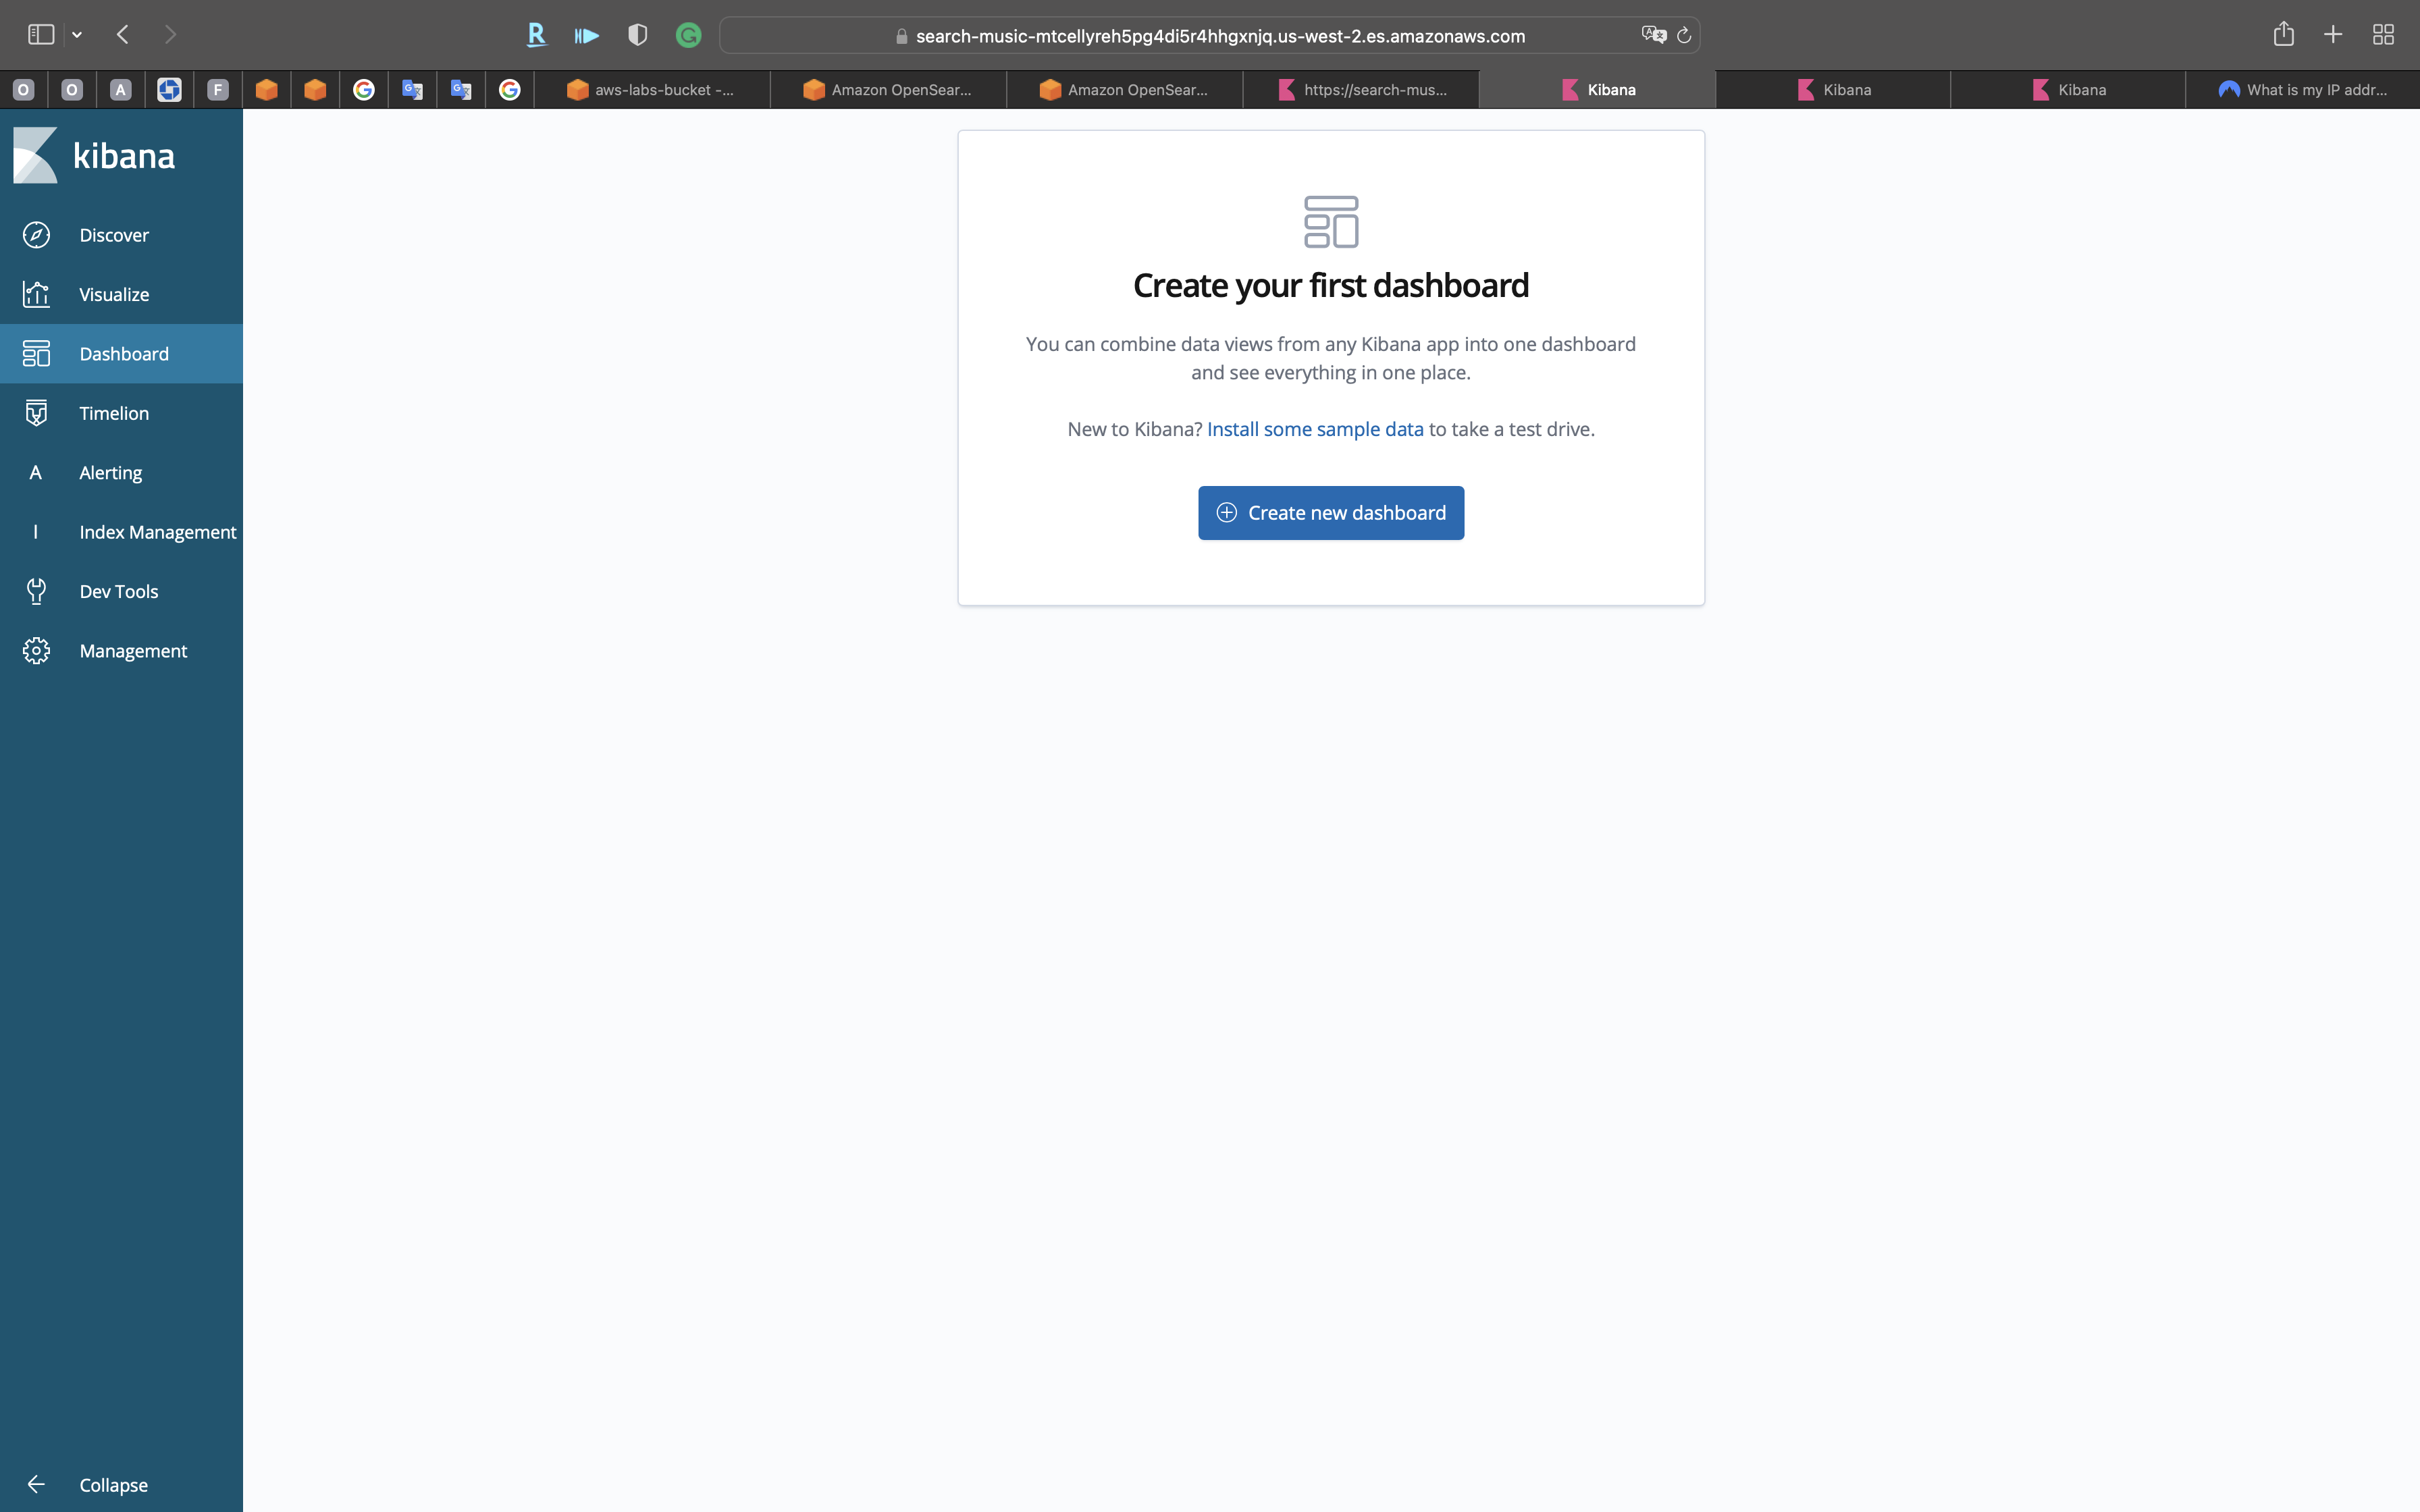 search-music-mtcellyreh5pg4di5r4hhgxnjq.us-west-2.es.amazonaws.com
O O A F aws-labs-bucket -... Amazon OpenSear... Amazon OpenSear... https://search-mus... Kibana Kibana Kibana What is my IP addr...
kibana
Discover
Visualize
Dashboard
Timelion
A Alerting
I Index Management
Dev Tools
Management
Collapse
Create your first dashboard
You can combine data views from any Kibana app into one dashboard
and see everything in one place.
New to Kibana? Install some sample data to take a test drive.
Create new dashboard